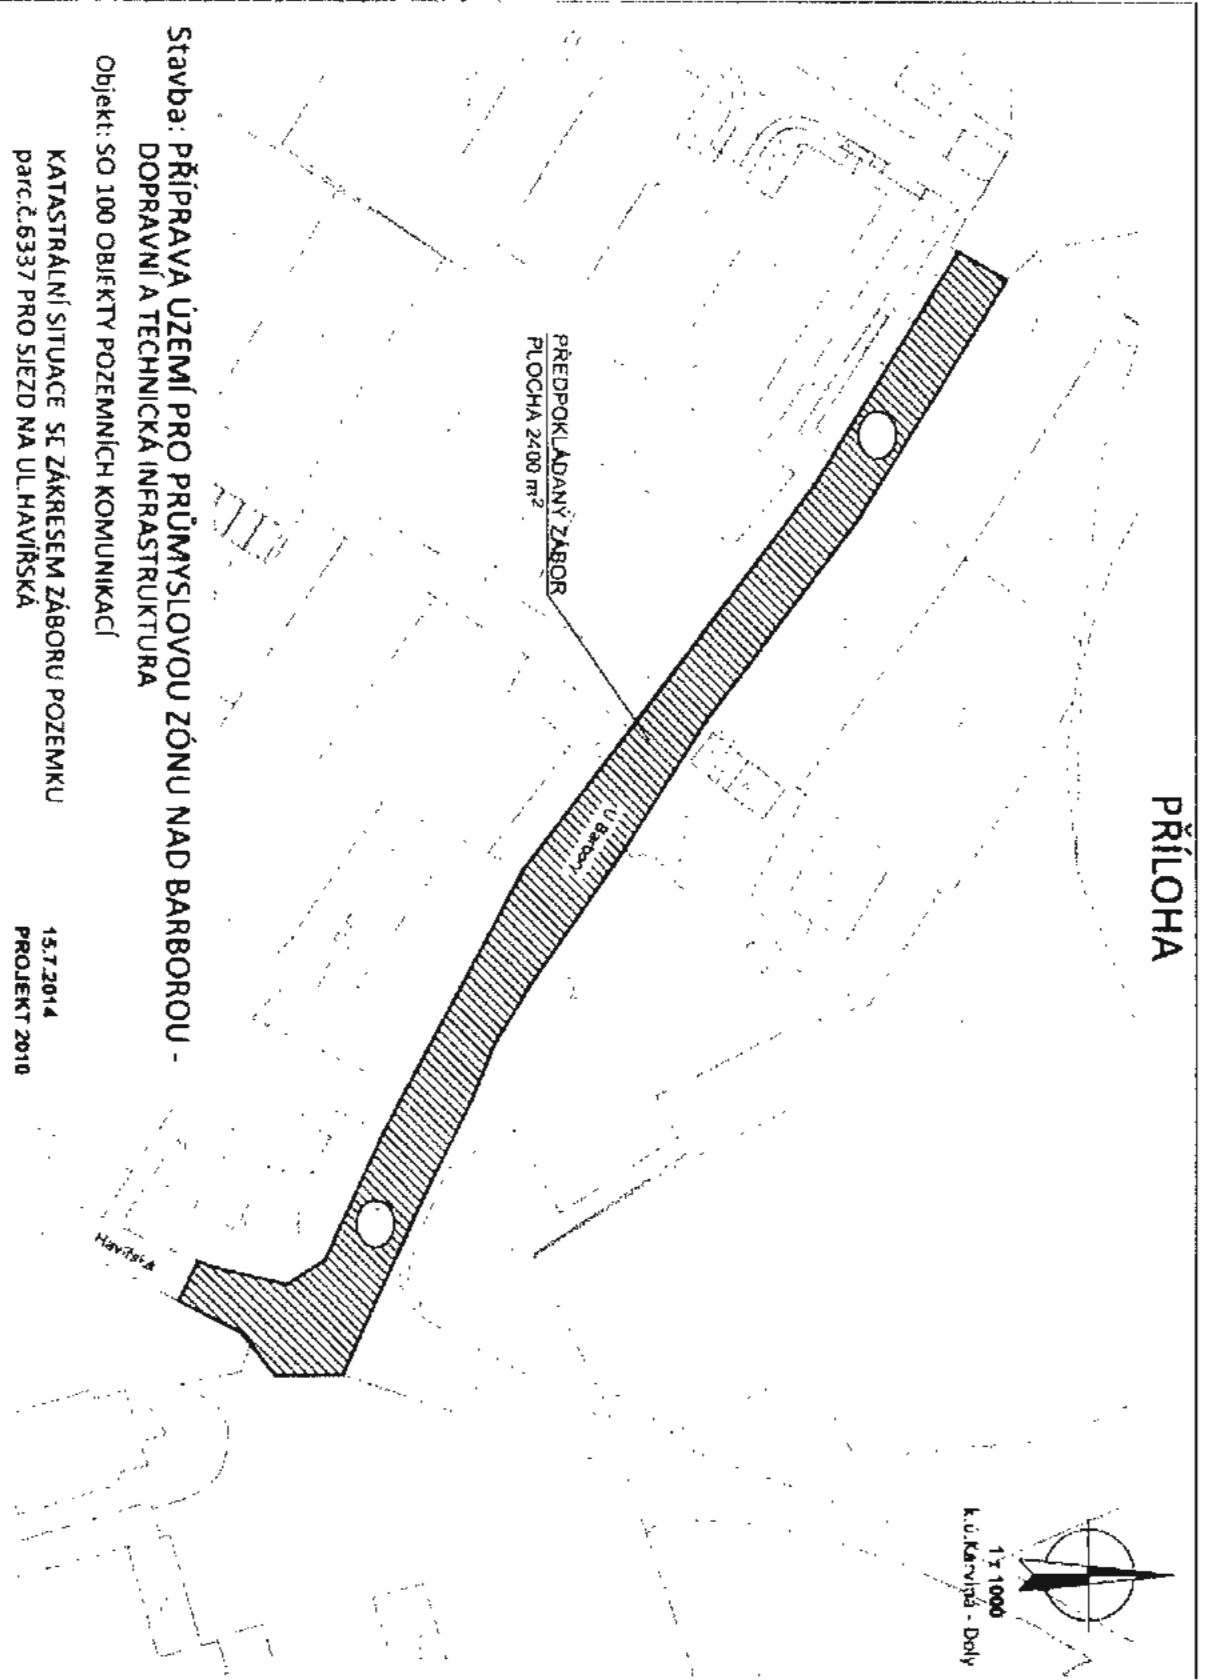 PŘÍLOHA
1 x 1000
k.ú.Karviná - Doly
PŘEDPOKLÁDANÝ ZÁBOR
PLOCHA 2400 m²
U Barbory
Havířská
Stavba: PŘÍPRAVA ÚZEMÍ PRO PRŮMYSLOVOU ZÓNU NAD BARBOROU -
DOPRAVNÍ A TECHNICKÁ INFRASTRUKTURA
Objekt: SO 100 OBJEKTY POZEMNÍCH KOMUNIKACÍ
KATASTRÁLNÍ SITUACE SE ZÁKRESEM ZÁBORU POZEMKU
parc.č.6337 PRO SJEZD NA UL.HAVÍŘSKÁ
15.7.2014
PROJEKT 2010